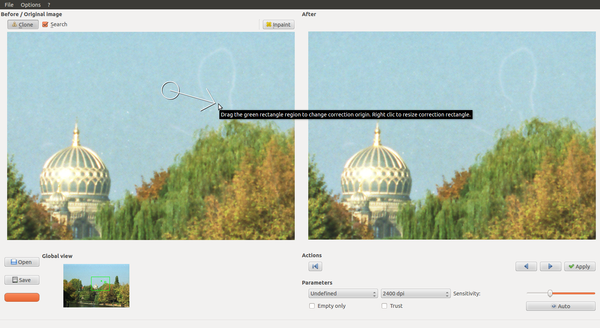 File Options ?
Before / Original image
After
Clone Search Inpaint
Drag the green rectangle region to change correction origin. Right clic to resize correction rectangle.
Global view
Open
Save
Actions
Apply
Parameters
Undefined 2400 dpi Sensitivity:
Empty only Trust Auto